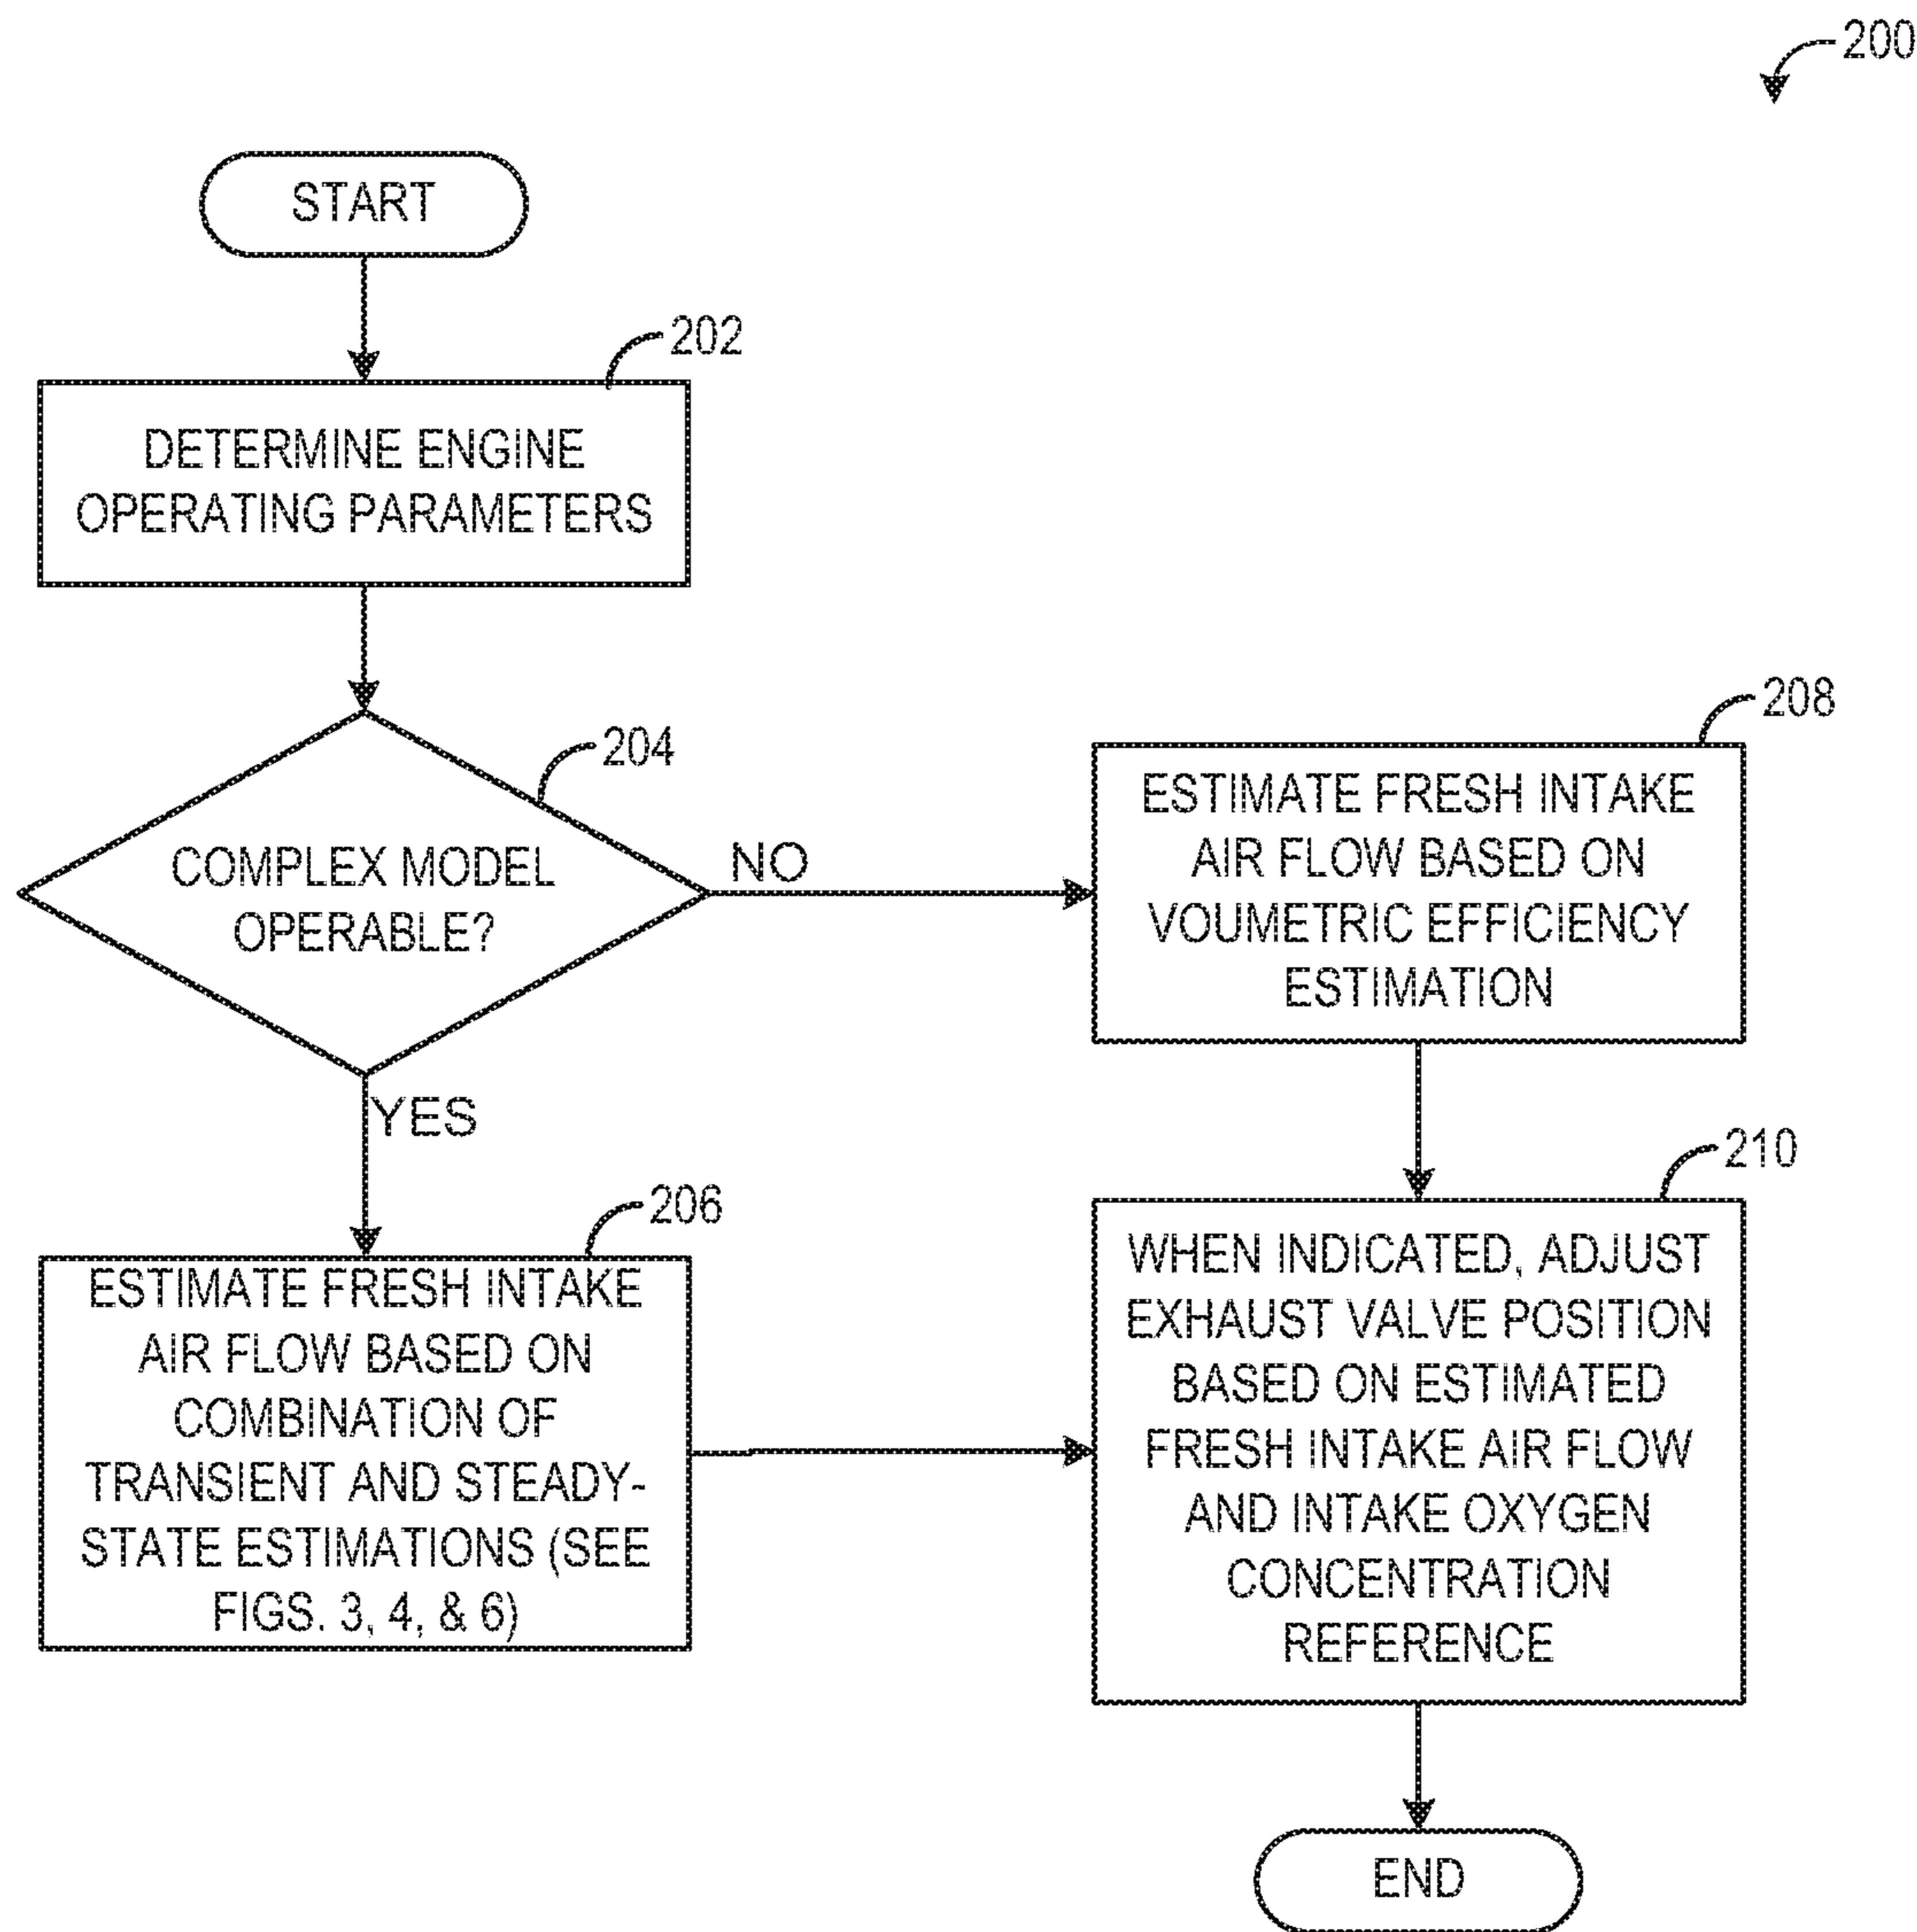 200
START
202
DETERMINE ENGINE
OPERATING PARAMETERS
204
COMPLEX MODEL
OPERABLE?
NO
YES
208
ESTIMATE FRESH INTAKE
AIR FLOW BASED ON
VOUMETRIC EFFICIENCY
ESTIMATION
206
ESTIMATE FRESH INTAKE
AIR FLOW BASED ON
COMBINATION OF
TRANSIENT AND STEADY-
STATE ESTIMATIONS (SEE
FIGS. 3, 4, & 6)
210
WHEN INDICATED, ADJUST
EXHAUST VALVE POSITION
BASED ON ESTIMATED
FRESH INTAKE AIR FLOW
AND INTAKE OXYGEN
CONCENTRATION
REFERENCE
END